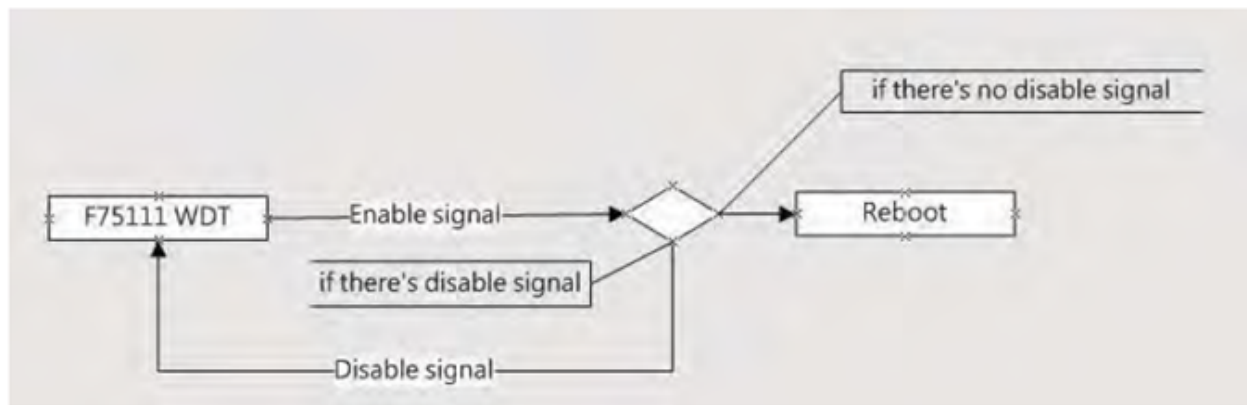 if there's no disable signal
F75111 WDT
Enable signal
Reboot
if there's disable signal
Disable signal